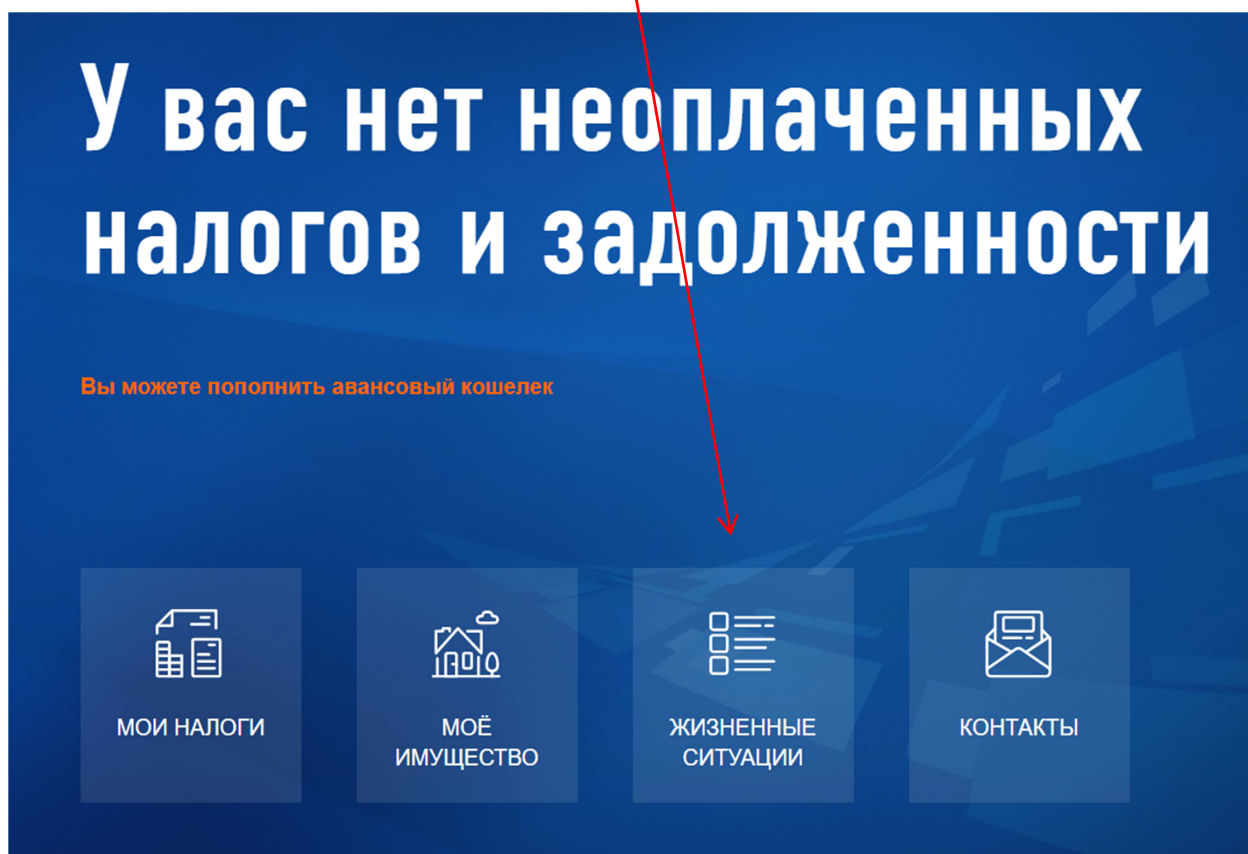 У вас нет неоплаченных
налогов и задолженности
Вы можете пополнить авансовый кошелек
МОИ НАЛОГИ
МОЁ
ИМУЩЕСТВО
ЖИЗНЕННЫЕ
СИТУАЦИИ
КОНТАКТЫ